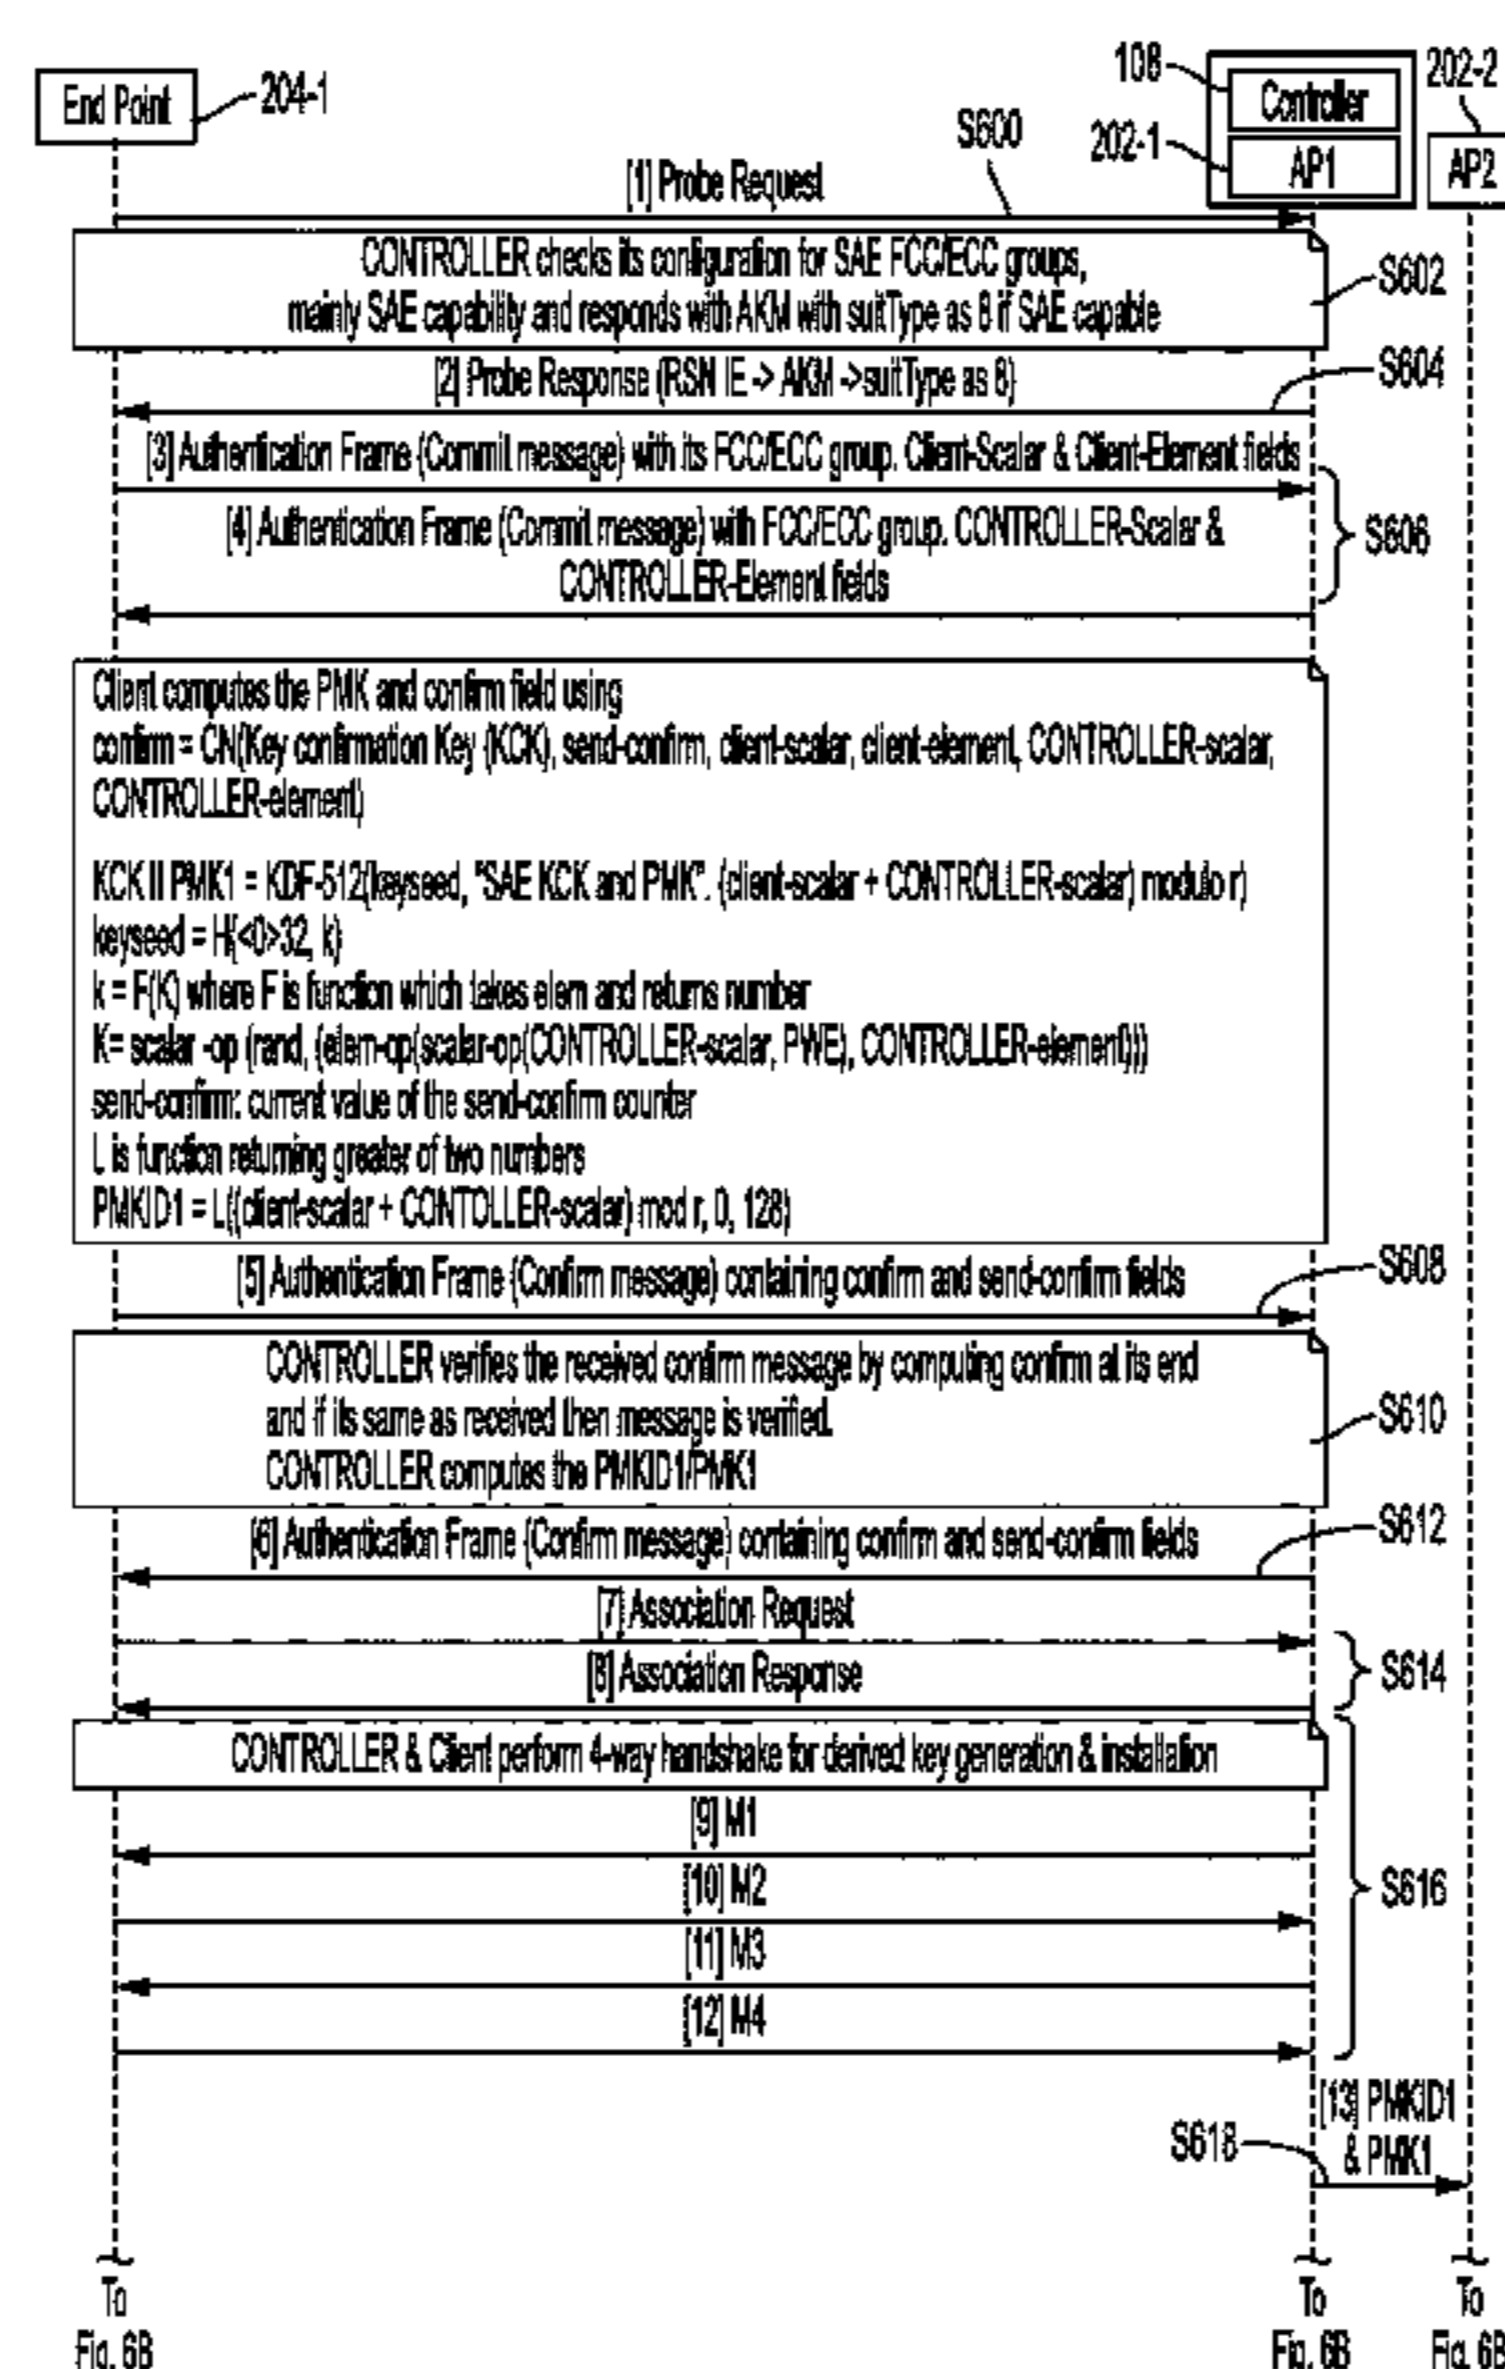 End Point
204-1
108
Controller
202-2
202-1
AP1
AP2
S600
[1] Probe Request
CONTROLLER checks its configuration for SAE FCC/ECC groups,
mainly SAE capability and responds with AKM with suitType as 8 if SAE capable
S602
[2] Probe Response (RSN IE -> AKM ->suitType as 8)
S604
[3] Authentication Frame (Commit message) with its FCC/ECC group. Client-Scalar & Client-Element fields
[4] Authentication Frame (Commit message) with FCC/ECC group. CONTROLLER-Scalar &
CONTROLLER-Element fields
S606
Client computes the PMK and confirm field using
confirm = CN(Key confirmation Key (KCK), send-confirm, client-scalar, client-element, CONTROLLER-scalar,
CONTROLLER-element)
KCK II PMK1 = KDF-512(keyseed, "SAE KCK and PMK". (client-scalar + CONTROLLER-scalar) modulo r)
keyseed = H(<0>32, k)
k = F(K) where F is function which takes elem and returns number
K= scalar -op (rand, (elem-op(scalar-op(CONTROLLER-scalar, PWE), CONTROLLER-element)))
send-confirm: current value of the send-confirm counter
L is function returning greater of two numbers
PMKID1 = L((client-scalar + CONTOLLER-scalar) mod r, 0, 128)
[5] Authentication Frame (Confirm message) containing confirm and send-confirm fields
S608
CONTROLLER verifies the received confirm message by computing confirm at its end
and if its same as received then message is verified.
CONTROLLER computes the PMKID1/PMK1
S610
[6] Authentication Frame (Confirm message) containing confirm and send-confirm fields
S612
[7] Association Request
[8] Association Response
S614
CONTROLLER & Client perform 4-way handshake for derived key generation & installation
[9] M1
[10] M2
[11] M3
[12] M4
S616
[13] PMKID1
& PMK1
S618
To
Fig. 6B
To
Fig. 6B
To
Fig. 6B